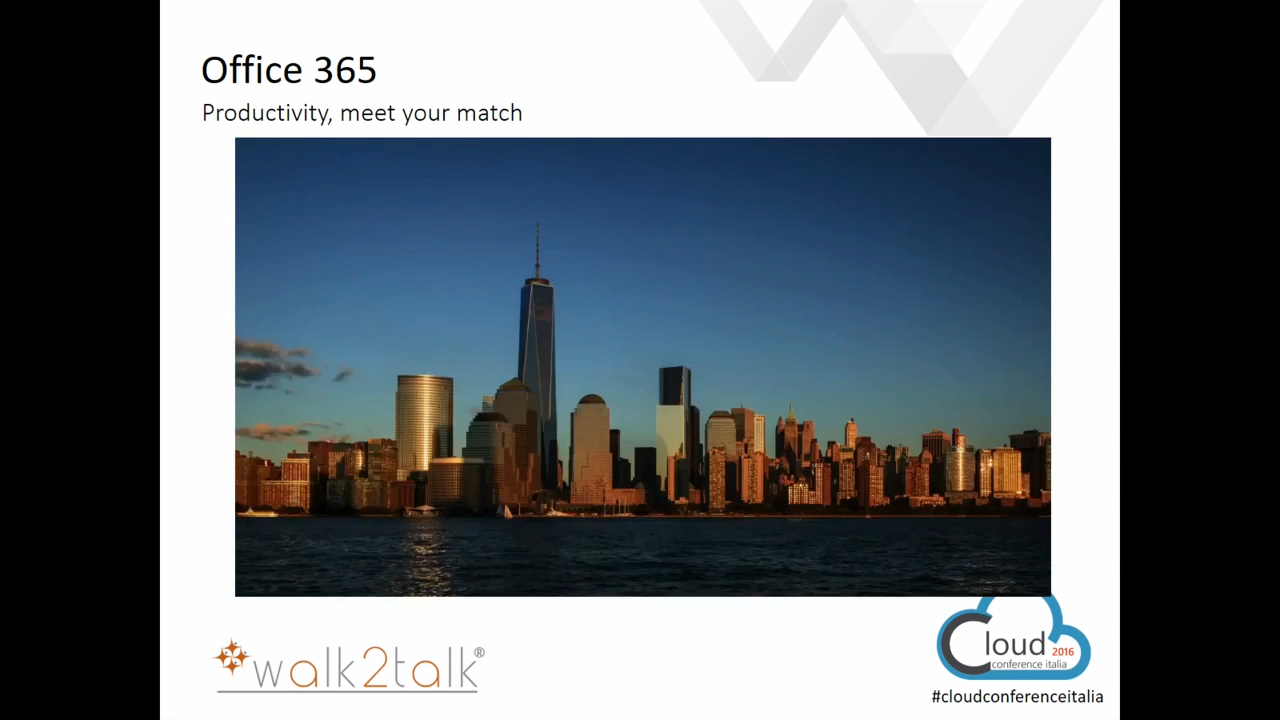 Office 365
Productivity, meet your match
walk2talk®
Cloud 2016
conference italia
#cloudconferenceitalia